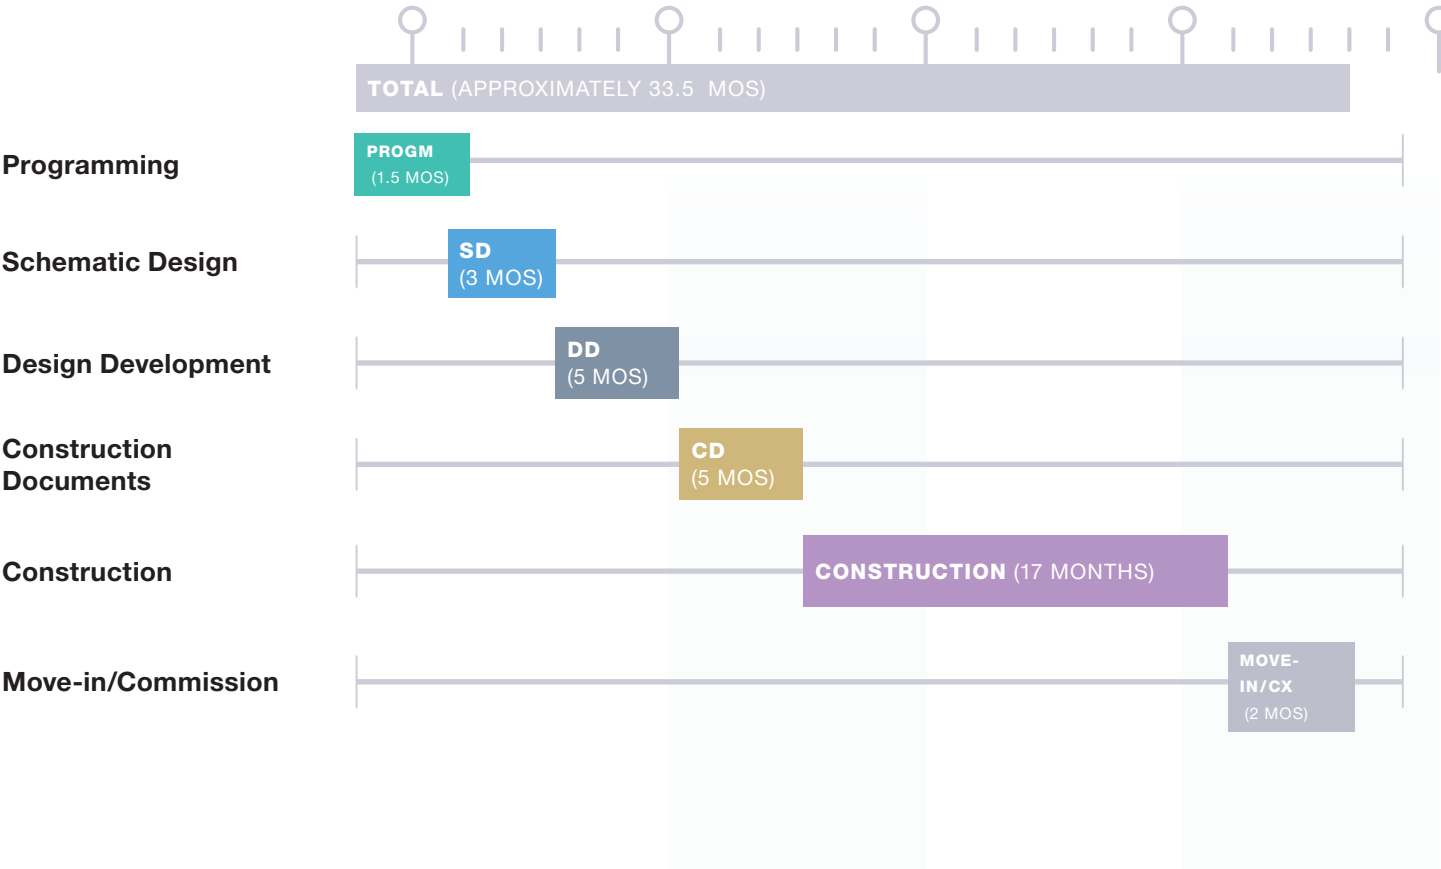 TOTAL (APPROXIMATELY 33.5 MOS)
Programming
PROGM
(1.5 MOS)
Schematic Design
SD
(3 MOS)
Design Development
DD
(5 MOS)
Construction
Documents
CD
(5 MOS)
Construction
CONSTRUCTION (17 MONTHS)
Move-in/Commission
MOVE-
IN/CX
(2 MOS)